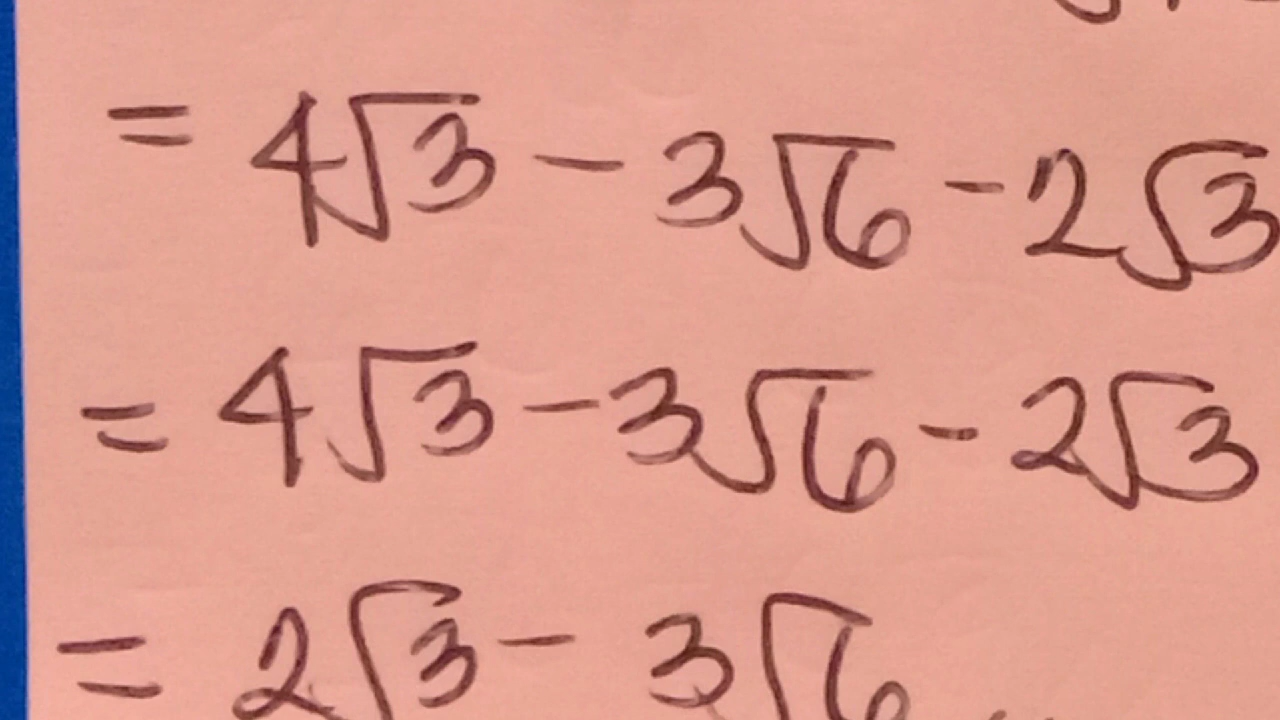 = 4√3 - 3√6 - 2√3
= 4√3 - 3√6 - 2√3
= 2√3 - 3√6